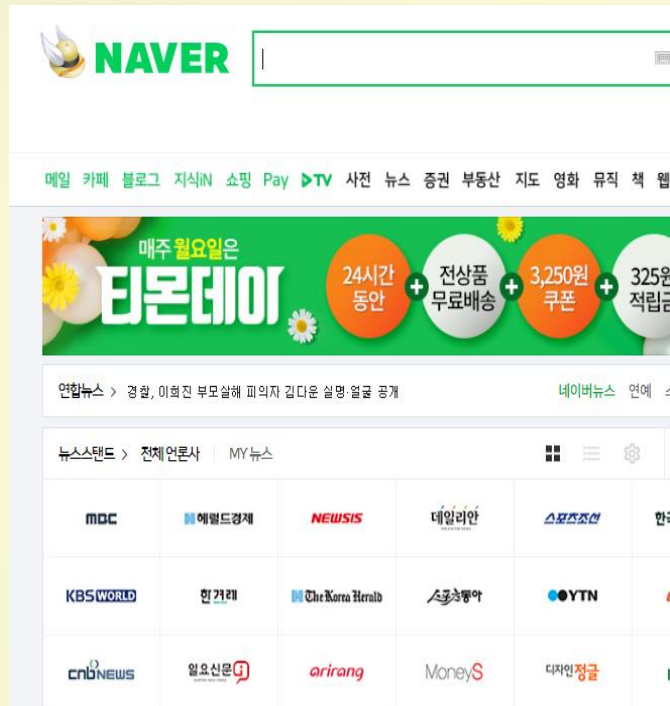 NAVER
메일 카페 블로그 지식iN 쇼핑 Pay TV 사전 뉴스 증권 부동산 지도 영화 뮤직 책 웹
매주 월요일은
티몬데이
24시간 동안 + 전상품 무료배송 + 3,250원 쿠폰 + 325원 적립금
연합뉴스 > 경찰, 이희진 부모살해 피의자 김다운 실명·얼굴 공개 네이버뉴스 연예
뉴스스탠드 > 전체언론사 MY뉴스
MBC 헤럴드경제 NEWSIS 데일리안 스포츠조선
KBS WORLD 한겨레 The Korea Herald 스포츠동아 YTN
cnbNEWS 일요신문 arirang MoneyS 디자인정글